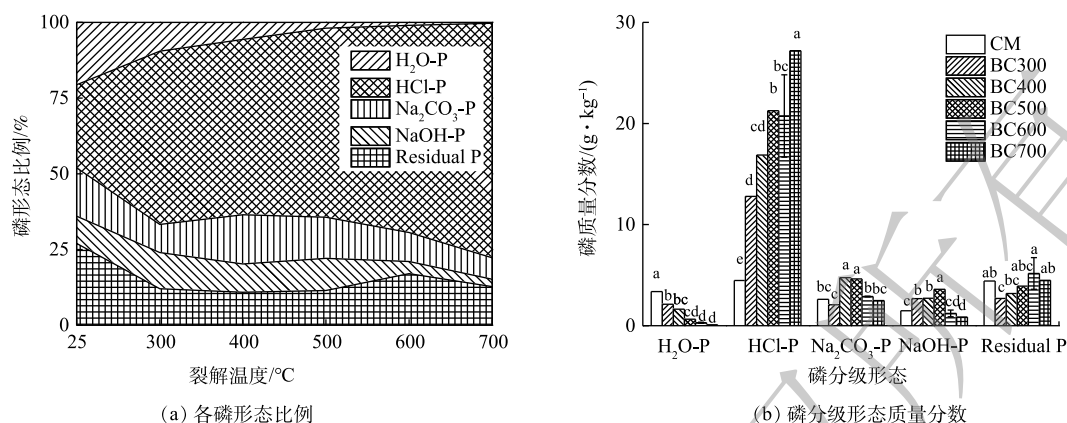 100
75
50
25
0
磷形态比例/%
H₂O-P
HCl-P
Na₂CO₃-P
NaOH-P
Residual P
25 300 400 500 600 700
裂解温度/℃
(a) 各磷形态比例
30
20
10
0
磷质量分数/(g·kg⁻¹)
CM
BC300
BC400
BC500
BC600
BC700
a b bc c d d
e d cd b bc a
bc c a a b bc
c b b a cd d
ab c bc abc a ab
H₂O-P HCl-P Na₂CO₃-P NaOH-P Residual P
磷分级形态
(b) 磷分级形态质量分数
所有